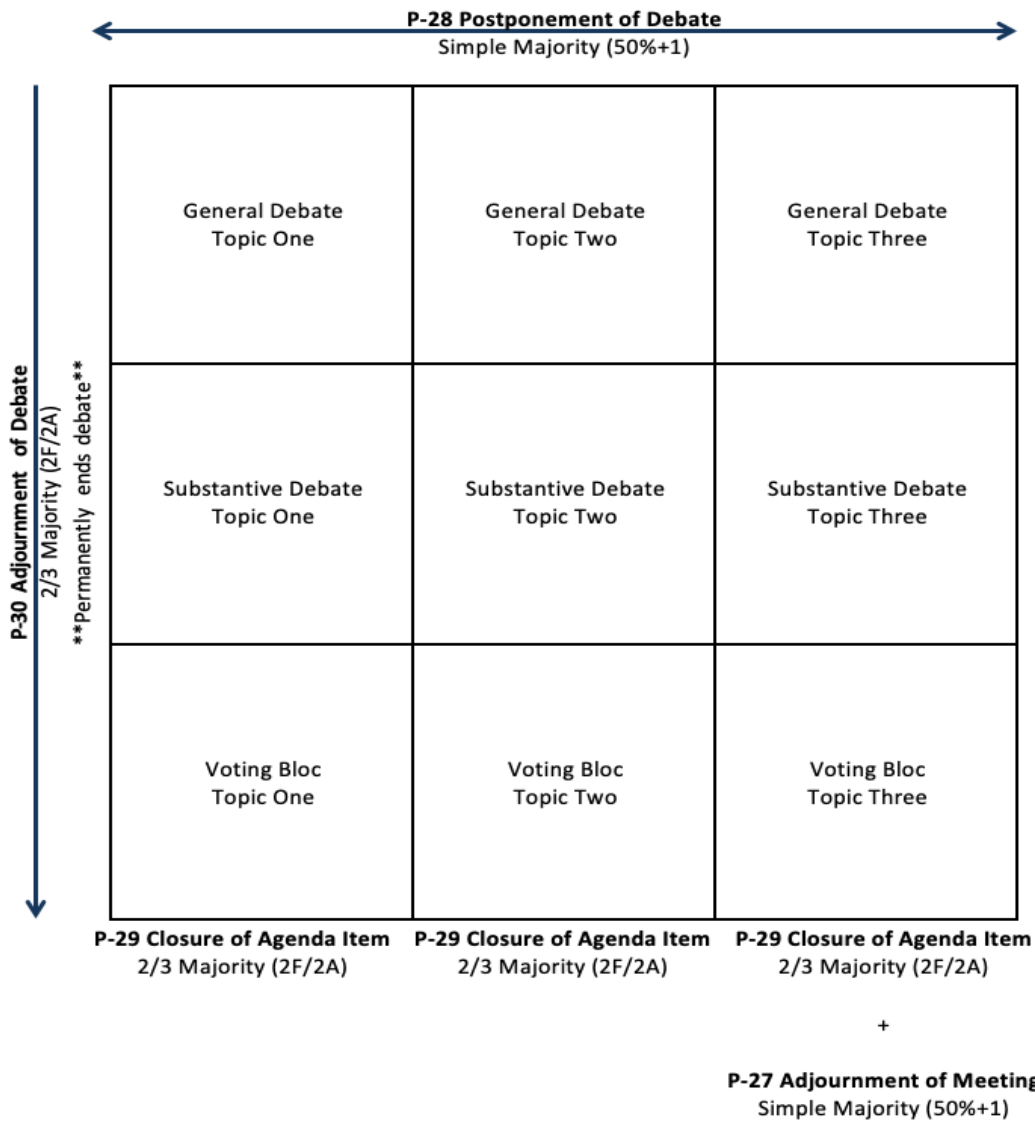 P-28 Postponement of Debate
Simple Majority (50%+1)
P-30 Adjournment of Debate
2/3 Majority (2F/2A)
**Permanently ends debate**
General Debate
Topic One
General Debate
Topic Two
General Debate
Topic Three
Substantive Debate
Topic One
Substantive Debate
Topic Two
Substantive Debate
Topic Three
Voting Bloc
Topic One
Voting Bloc
Topic Two
Voting Bloc
Topic Three
P-29 Closure of Agenda Item
2/3 Majority (2F/2A)
P-29 Closure of Agenda Item
2/3 Majority (2F/2A)
P-29 Closure of Agenda Item
2/3 Majority (2F/2A)
+
P-27 Adjournment of Meeting
Simple Majority (50%+1)